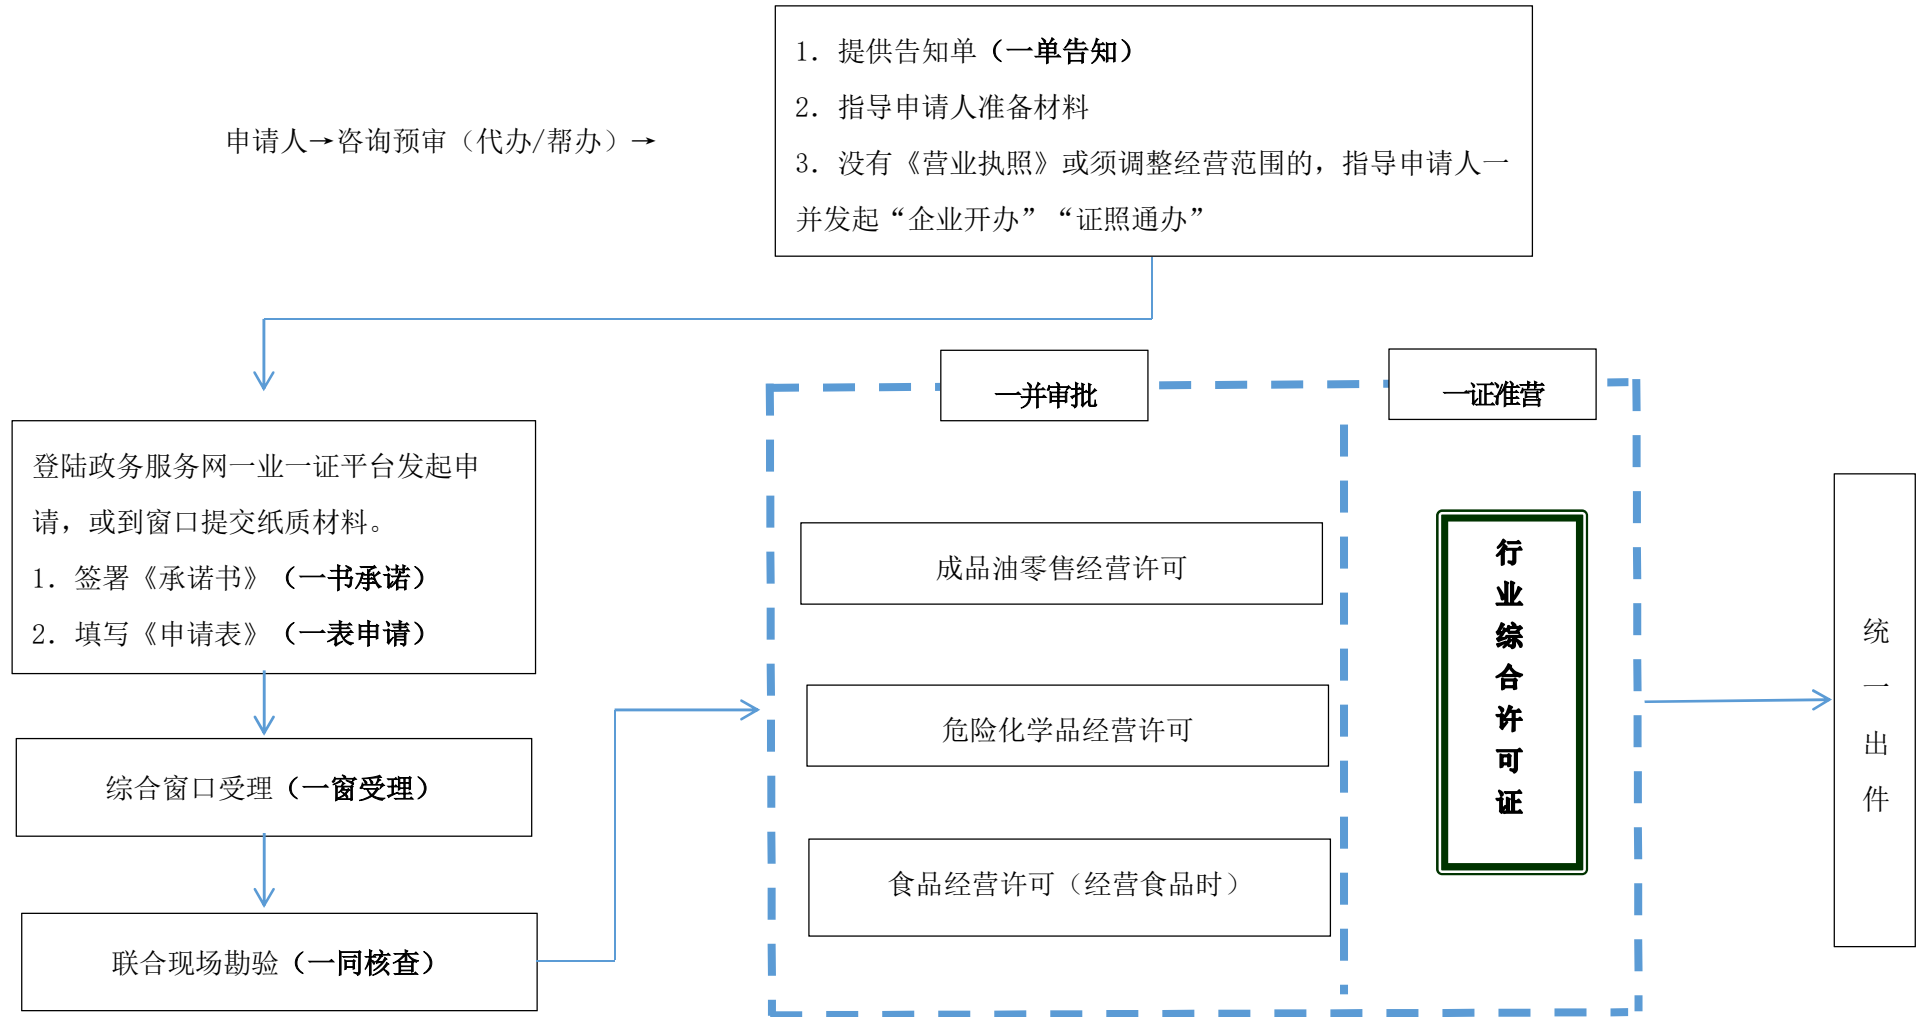 1. 提供告知单（一单告知）
2. 指导申请人准备材料
3. 没有《营业执照》或须调整经营范围的，指导申请人一
并发起“企业开办”“证照通办”
申请人→咨询预审（代办/帮办）→
登陆政务服务网一业一证平台发起申
请，或到窗口提交纸质材料。
1. 签署《承诺书》（一书承诺）
2. 填写《申请表》（一表申请）
综合窗口受理（一窗受理）
联合现场勘验（一同核查）
一并审批
成品油零售经营许可
危险化学品经营许可
食品经营许可（经营食品时）
一证准营
行
业
综
合
许
可
证
统
一
出
件